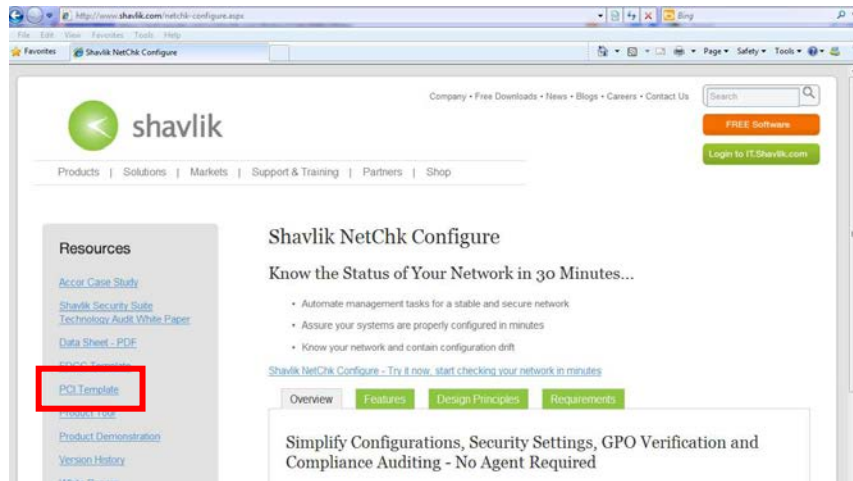 http://www.shavlik.com/netchk-configure.aspx
Bing
File Edit View Favorites Tools Help
Favorites Shavlik NetChk Configure
Page Safety Tools
Company • Free Downloads • News • Blogs • Careers • Contact Us
Search
shavlik
FREE Software
Login to IT.Shavlik.com
Products | Solutions | Markets | Support & Training | Partners | Shop
Resources
Accor Case Study
Shavlik Security Suite
Technology Audit White Paper
Data Sheet - PDF
FDCC Template
PCI Template
Product Tour
Product Demonstration
Version History
Shavlik NetChk Configure
Know the Status of Your Network in 30 Minutes...
• Automate management tasks for a stable and secure network
• Assure your systems are properly configured in minutes
• Know your network and contain configuration drift
Shavlik NetChk Configure - Try it now, start checking your network in minutes
Overview Features Design Principles Requirements
Simplify Configurations, Security Settings, GPO Verification and
Compliance Auditing - No Agent Required